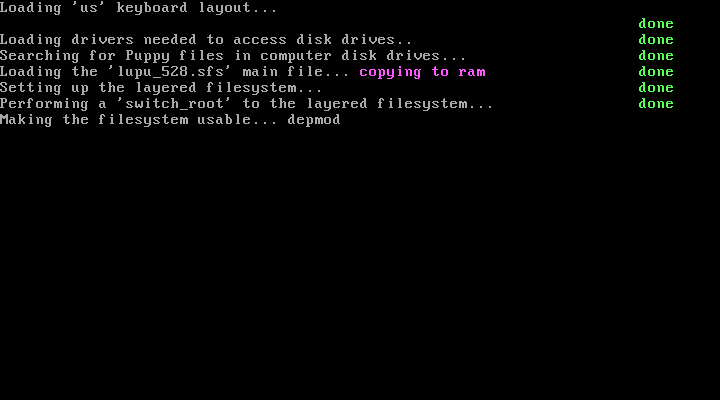 Loading 'us' keyboard layout...
done
Loading drivers needed to access disk drives.. done
Searching for Puppy files in computer disk drives... done
Loading the 'lupu_528.sfs' main file... copying to ram done
Setting up the layered filesystem... done
Performing a 'switch_root' to the layered filesystem... done
Making the filesystem usable... depmod